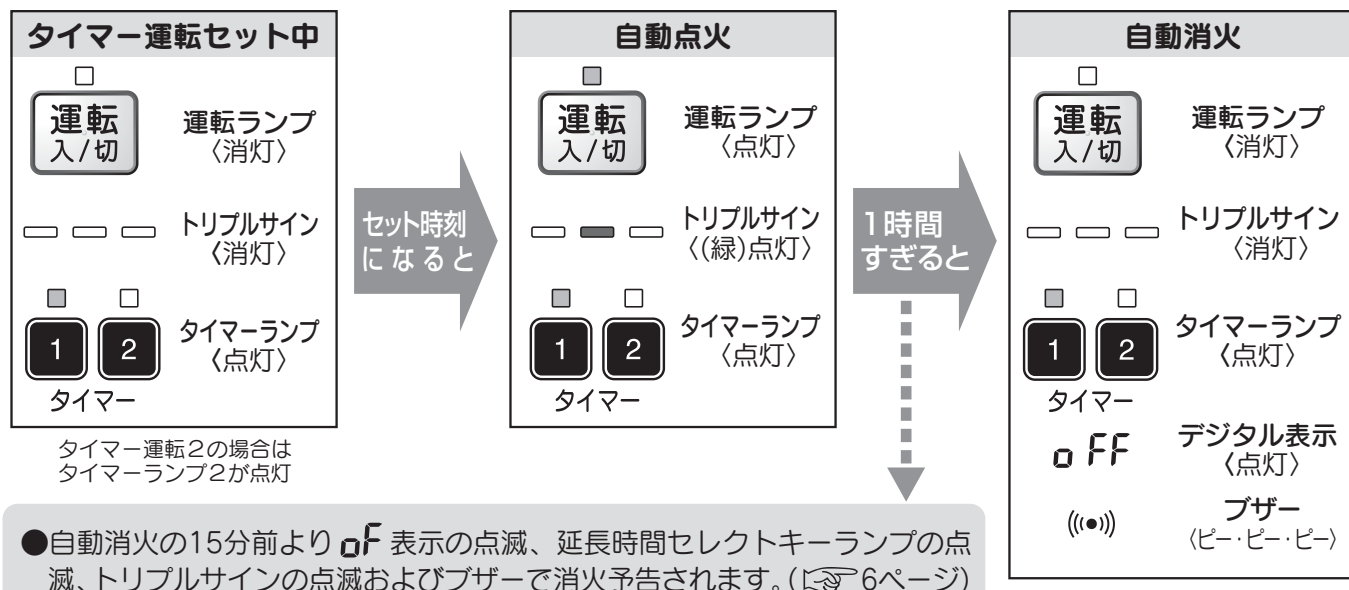 タイマー運転セット中
運転
入/切
運転ランプ
〈消灯〉
トリプルサイン
〈消灯〉
1 2
タイマー
タイマーランプ
〈点灯〉
タイマー運転2の場合は
タイマーランプ2が点灯
セット時刻
になると
自動点火
運転
入/切
運転ランプ
〈点灯〉
トリプルサイン
〈(緑)点灯〉
1 2
タイマー
タイマーランプ
〈点灯〉
1時間
すぎると
自動消火
運転
入/切
運転ランプ
〈消灯〉
トリプルサイン
〈消灯〉
1 2
タイマー
タイマーランプ
〈点灯〉
oFF
デジタル表示
〈点灯〉
ブザー
〈ピー・ピー・ピー〉
●自動消火の15分前より oF 表示の点滅、延長時間セレクトキーランプの点
滅、トリプルサインの点滅およびブザーで消火予告されます。(☞6ページ)